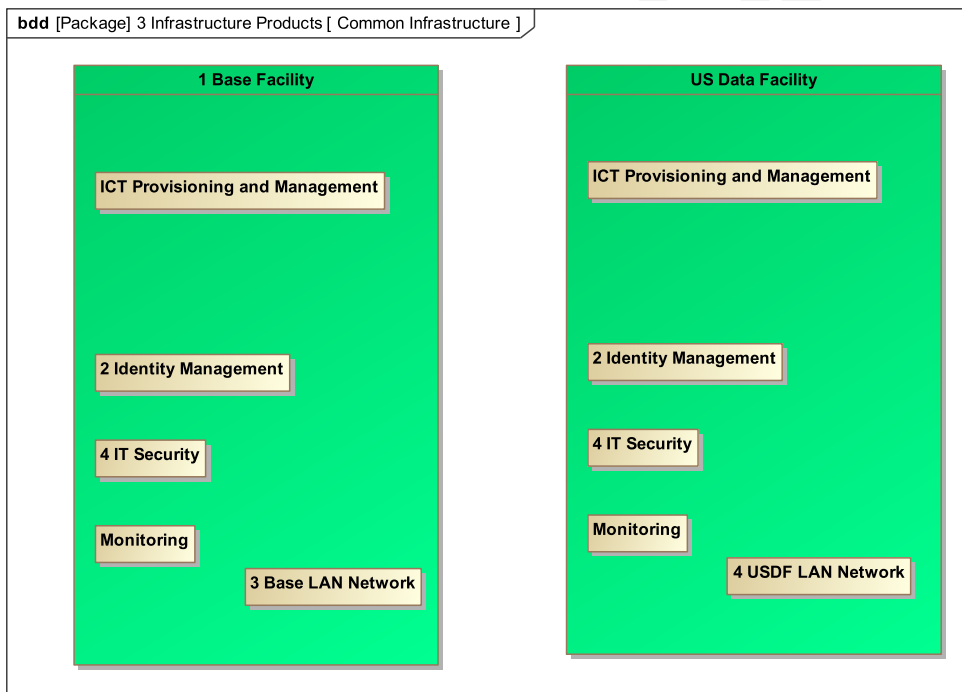 bdd [Package] 3 Infrastructure Products [ Common Infrastructure ]
1 Base Facility
ICT Provisioning and Management
2 Identity Management
4 IT Security
Monitoring
3 Base LAN Network
US Data Facility
ICT Provisioning and Management
2 Identity Management
4 IT Security
Monitoring
4 USDF LAN Network